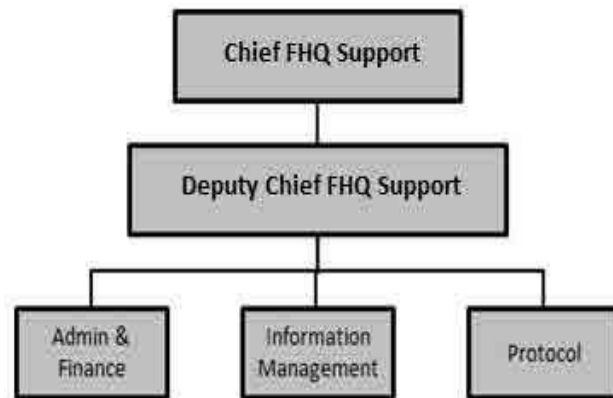 Chief FHQ Support
Deputy Chief FHQ Support
Admin &
Finance
Information
Management
Protocol